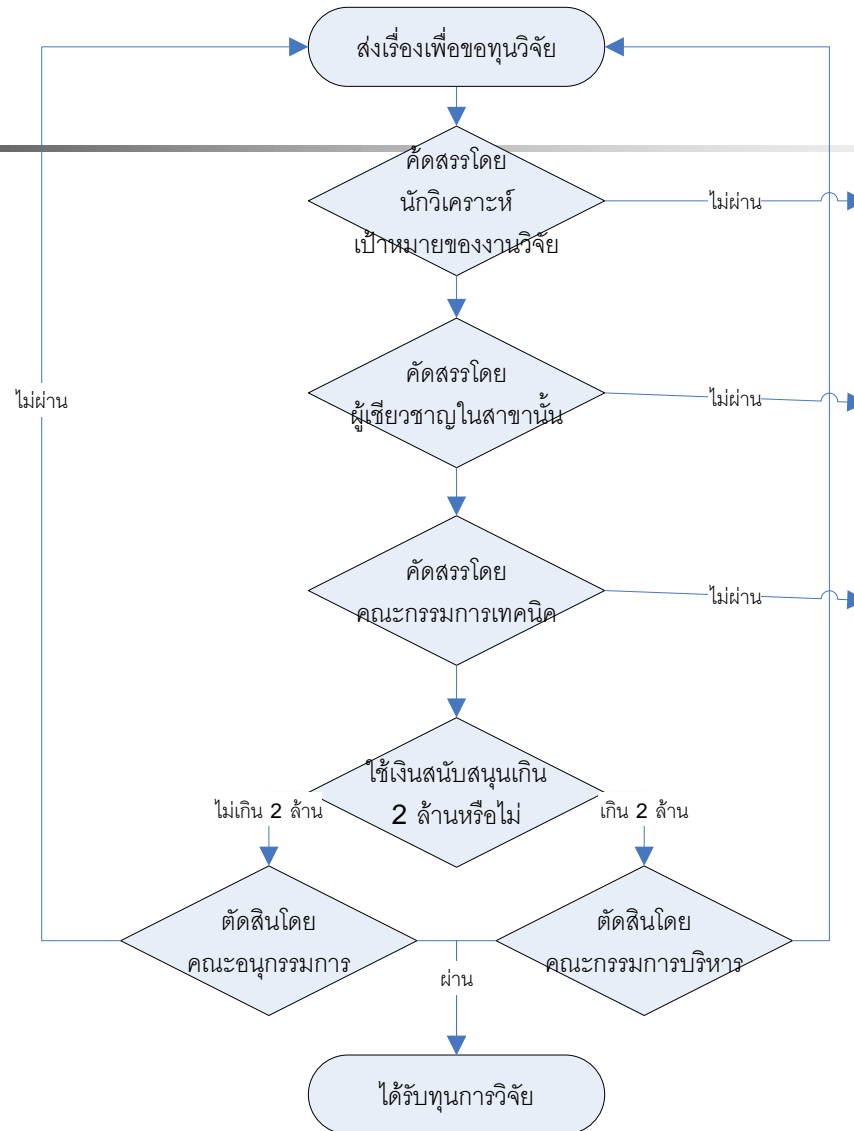 ส่งเรื่องเพื่อขอทุนวิจัย
คัดสรรโดย
นักวิเคราะห์
เป้าหมายของงานวิจัย
ไม่ผ่าน
คัดสรรโดย
ผู้เชียวชาญในสาขานั้น
ไม่ผ่าน
ไม่ผ่าน
คัดสรรโดย
คณะกรรมการเทคนิค
ไม่ผ่าน
ใช้เงินสนับสนุนเกิน
2 ล้านหรือไม่
ไม่เกิน 2 ล้าน
เกิน 2 ล้าน
ตัดสินโดย
คณะอนุกรรมการ
ตัดสินโดย
คณะกรรมการบริหาร
ผ่าน
ได้รับทุนการวิจัย